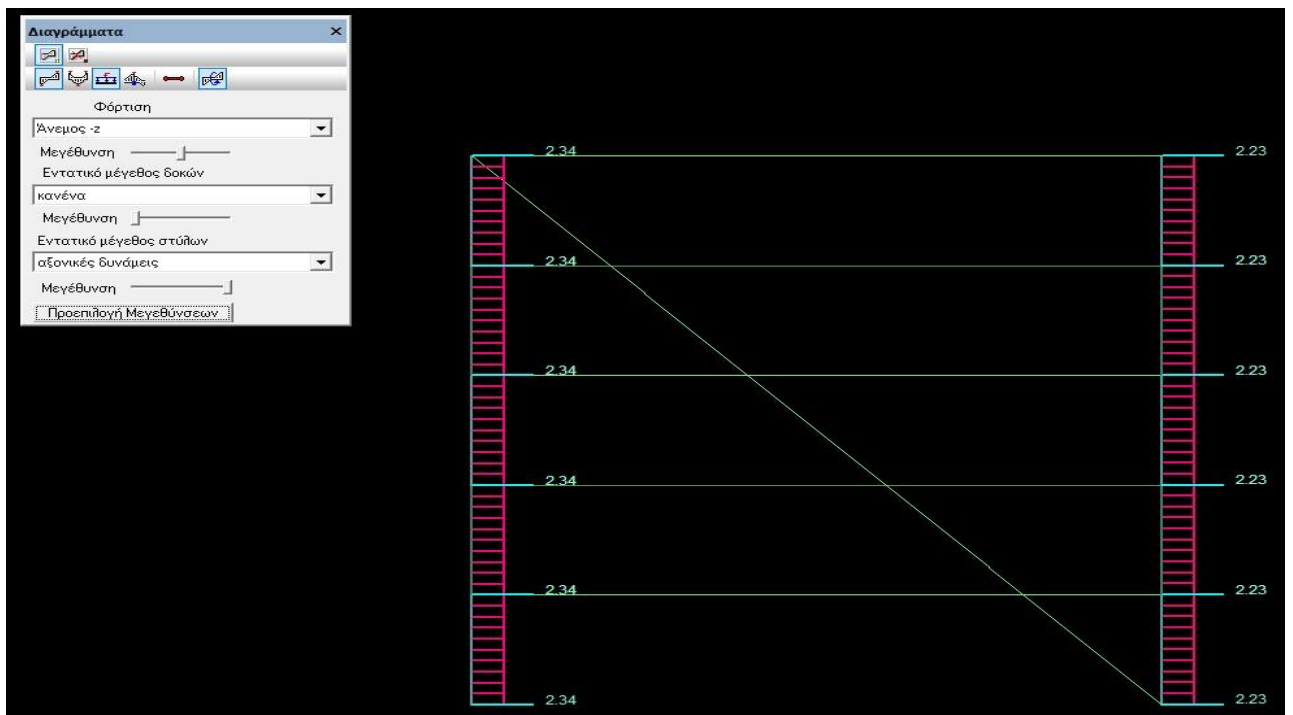 Διαγράμματα
Φόρτιση
Άνεμος -z
Μεγέθυνση
Εντατικό μέγεθος δοκών
κανένα
Μεγέθυνση
Εντατικό μέγεθος στύλων
αξονικές δυνάμεις
Μεγέθυνση
Προεπιλογή Μεγεθύνσεων
2.34 2.23
2.34 2.23
2.34 2.23
2.34 2.23
2.34 2.23
2.34 2.23